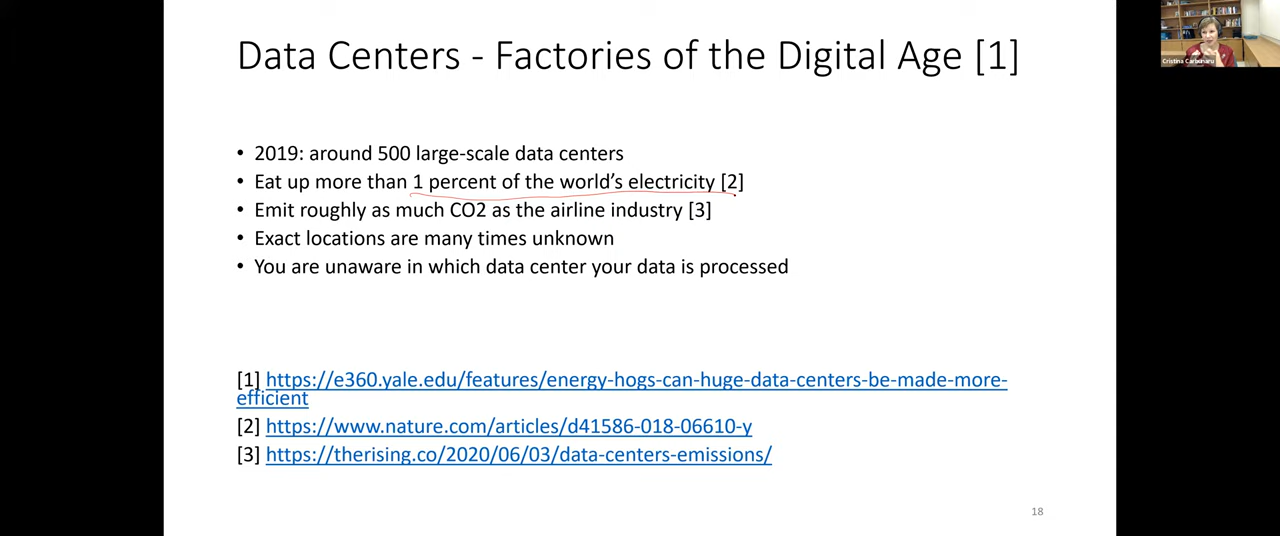 Data Centers - Factories of the Digital Age [1]
Cristina Carbunaru
• 2019: around 500 large-scale data centers
• Eat up more than 1 percent of the world’s electricity [2]
• Emit roughly as much CO2 as the airline industry [3]
• Exact locations are many times unknown
• You are unaware in which data center your data is processed
[1] https://e360.yale.edu/features/energy-hogs-can-huge-data-centers-be-made-more-
efficient
[2] https://www.nature.com/articles/d41586-018-06610-y
[3] https://therising.co/2020/06/03/data-centers-emissions/
18